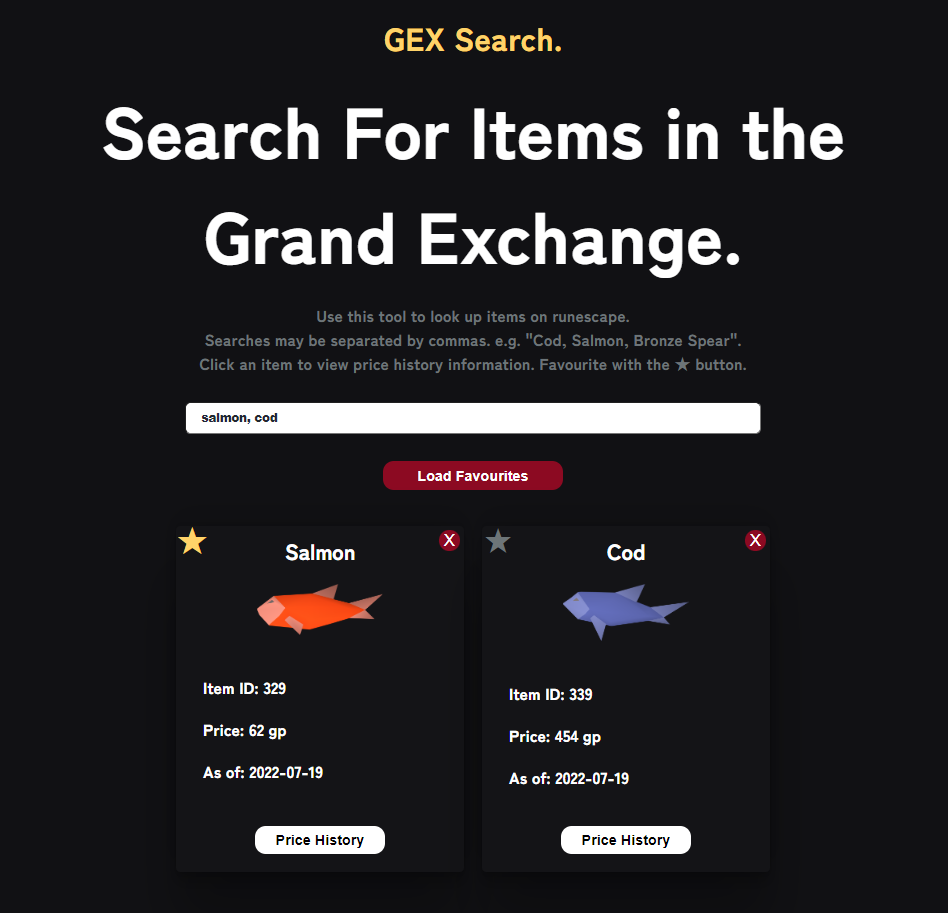 GEX Search.
Search For Items in the
Grand Exchange.
Use this tool to look up items on runescape.
Searches may be separated by commas. e.g. "Cod, Salmon, Bronze Spear".
Click an item to view price history information. Favourite with the ★ button.
salmon, cod
Load Favourites
★
X
Salmon
Item ID: 329
Price: 62 gp
As of: 2022-07-19
Price History
★
X
Cod
Item ID: 339
Price: 454 gp
As of: 2022-07-19
Price History